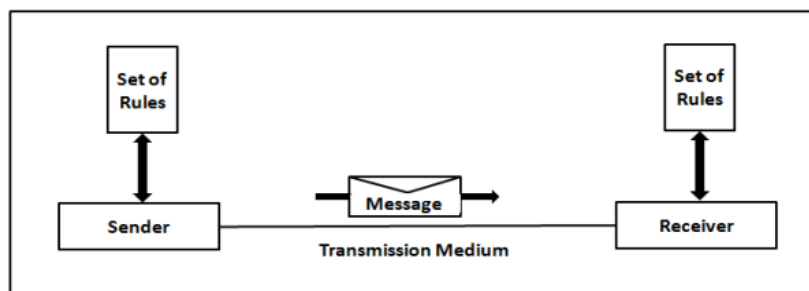 Set of
Rules
Set of
Rules
Message
Sender
Receiver
Transmission Medium